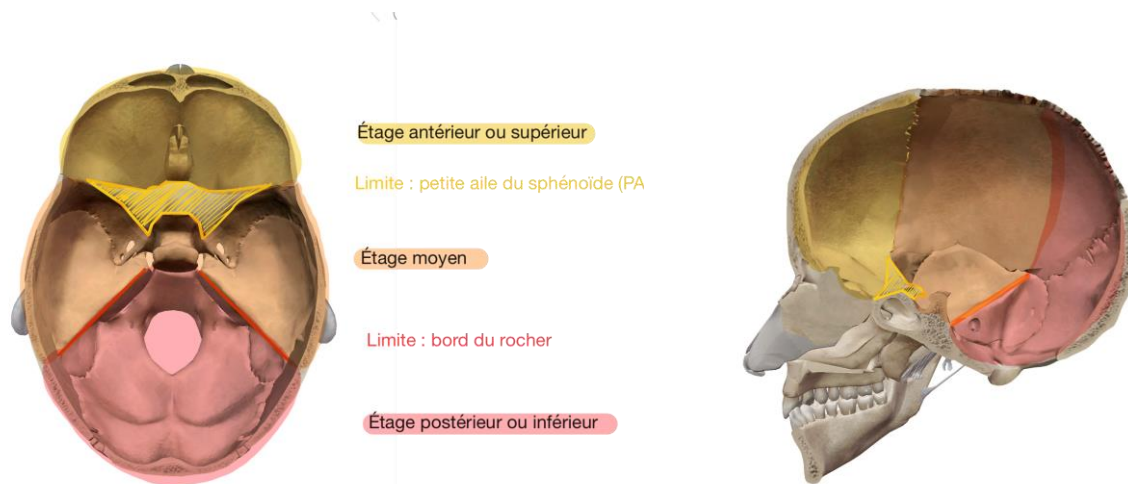 Étage antérieur ou supérieur
Limite : petite aile du sphénoïde (PA
Étage moyen
Limite : bord du rocher
Étage postérieur ou inférieur